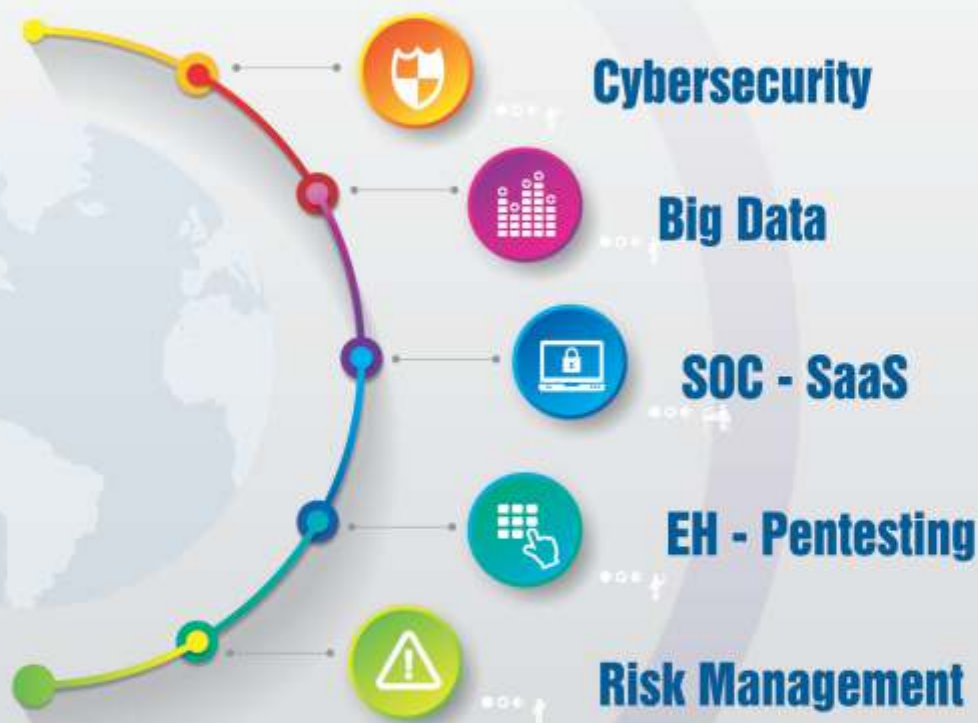 Cybersecurity
Big Data
SOC - SaaS
EH - Pentesting
Risk Management